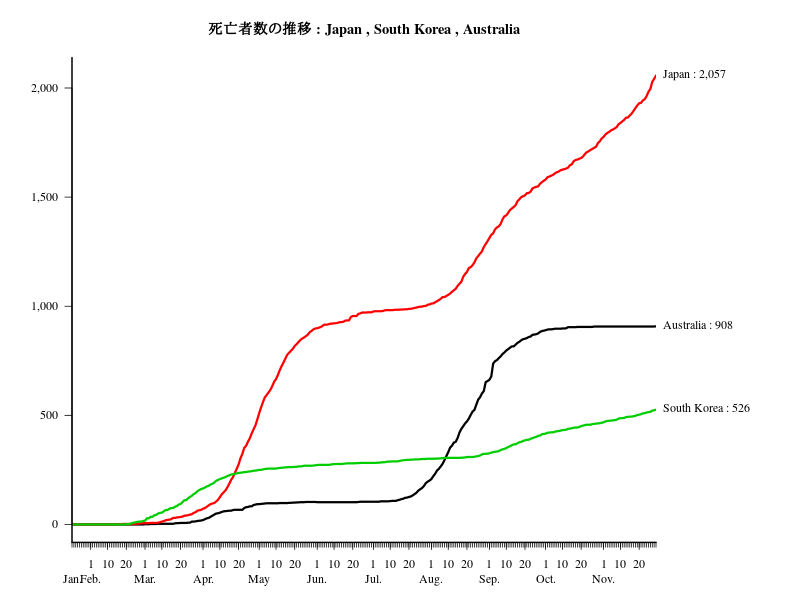 死亡者数の推移 : Japan , South Korea , Australia
2,000
1,500
1,000
500
0
Japan : 2,057
Australia : 908
South Korea : 526
1 10 20 1 10 20 1 10 20 1 10 20 1 10 20 1 10 20 1 10 20 1 10 20 1 10 20 1 10 20
Jan. Feb. Mar. Apr. May Jun. Jul. Aug. Sep. Oct. Nov.